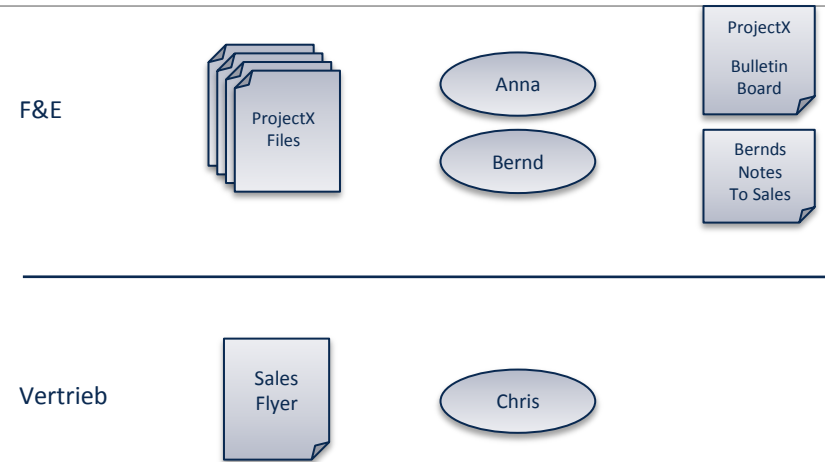 F&E
ProjectX
Files
Anna
Bernd
ProjectX
Bulletin
Board
Bernds
Notes
To Sales
Vertrieb
Sales
Flyer
Chris